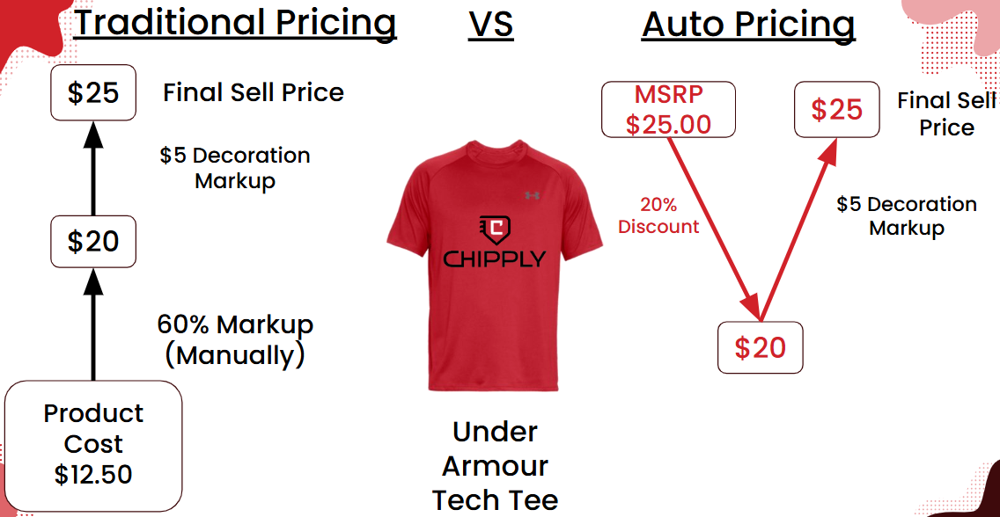 Traditional Pricing
VS
Auto Pricing
$25
Final Sell Price
$5 Decoration
Markup
$20
60% Markup
(Manually)
Product
Cost
$12.50
C
CHIPPLY
Under
Armour
Tech Tee
MSRP
$25.00
20%
Discount
$20
$5 Decoration
Markup
$25
Final Sell
Price